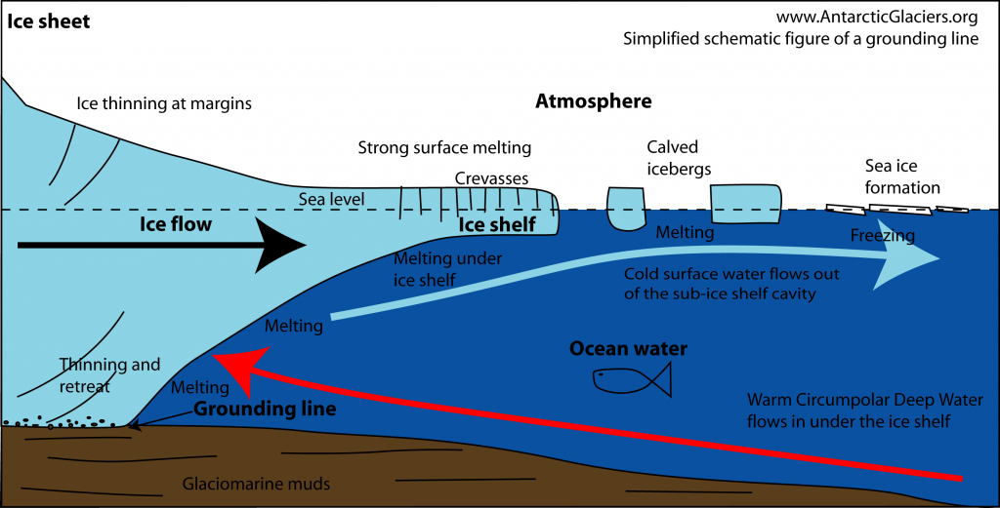 Ice sheet
www.AntarcticGlaciers.org
Simplified schematic figure of a grounding line
Ice thinning at margins
Atmosphere
Strong surface melting
Calved
icebergs
Sea ice
formation
Crevasses
Sea level
Ice flow
Ice shelf
Melting
Freezing
Melting under
ice shelf
Cold surface water flows out
of the sub-ice shelf cavity
Melting
Ocean water
Thinning and
retreat
Melting
Grounding line
Warm Circumpolar Deep Water
flows in under the ice shelf
Glaciomarine muds